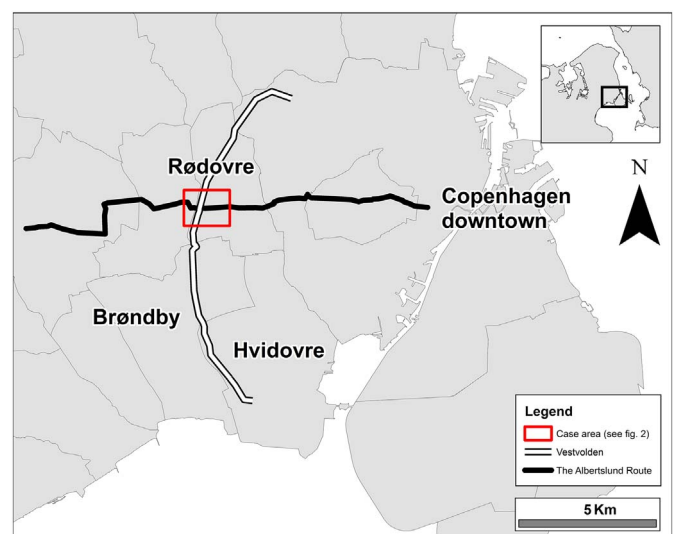 Rødovre
N
Copenhagen
downtown
Brøndby
Hvidovre
Legend
Case area (see fig. 2)
Vestvolden
The Albertslund Route
5 Km